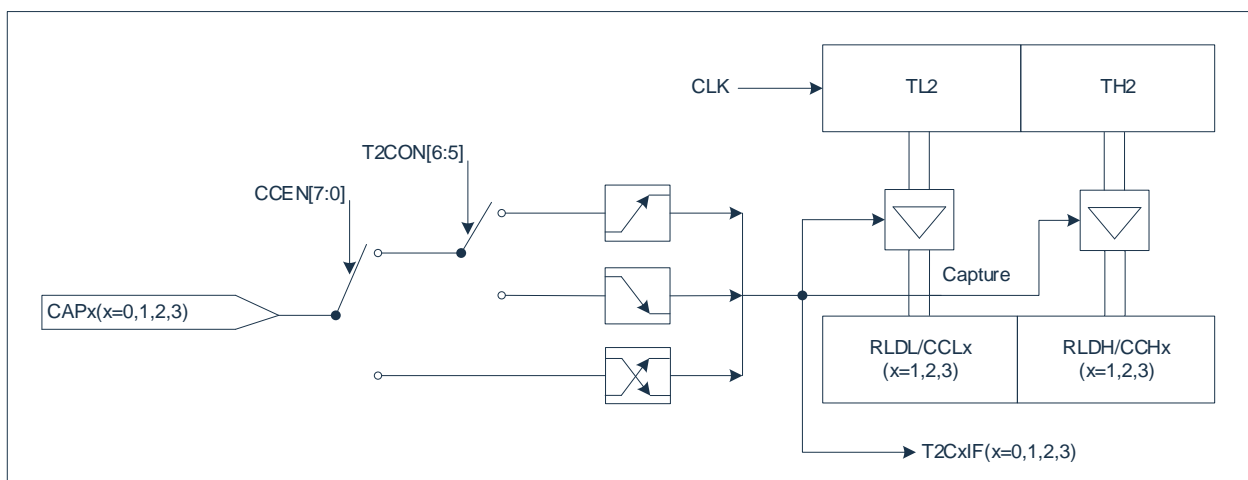 CLK
TL2
TH2
T2CON[6:5]
CCEN[7:0]
Capture
CAPx(x=0,1,2,3)
RLDL/CCLx
(x=1,2,3)
RLDH/CCHx
(x=1,2,3)
T2CxIF(x=0,1,2,3)